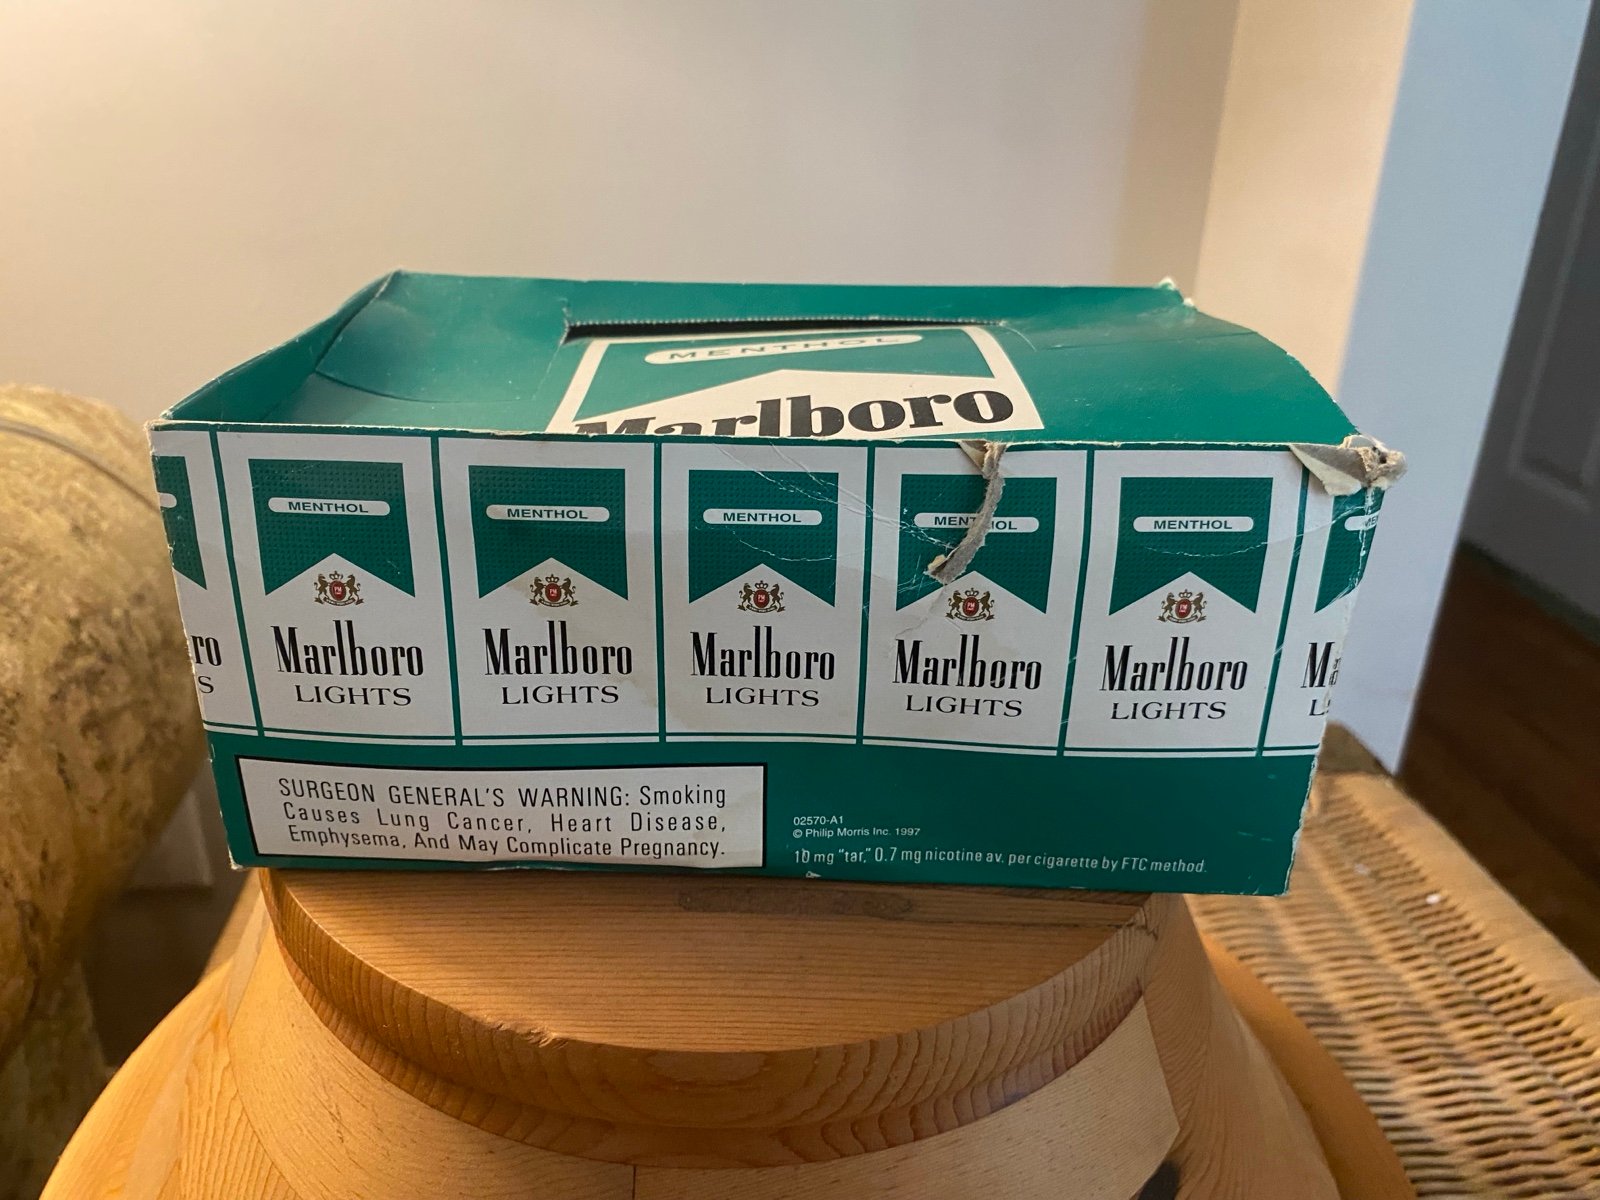 MENTHOL
Marlboro
ro
S
MENTHOL
Marlboro
LIGHTS
MENTHOL
Marlboro
LIGHTS
MENTHOL
Marlboro
LIGHTS
MENTHOL
Marlboro
LIGHTS
MENTHOL
Marlboro
LIGHTS
SURGEON GENERAL'S WARNING: Smoking
Causes Lung Cancer, Heart Disease,
Emphysema, And May Complicate Pregnancy.
02570-A1
© Philip Morris Inc. 1997
10 mg "tar," 0.7 mg nicotine av. per cigarette by FTC method.